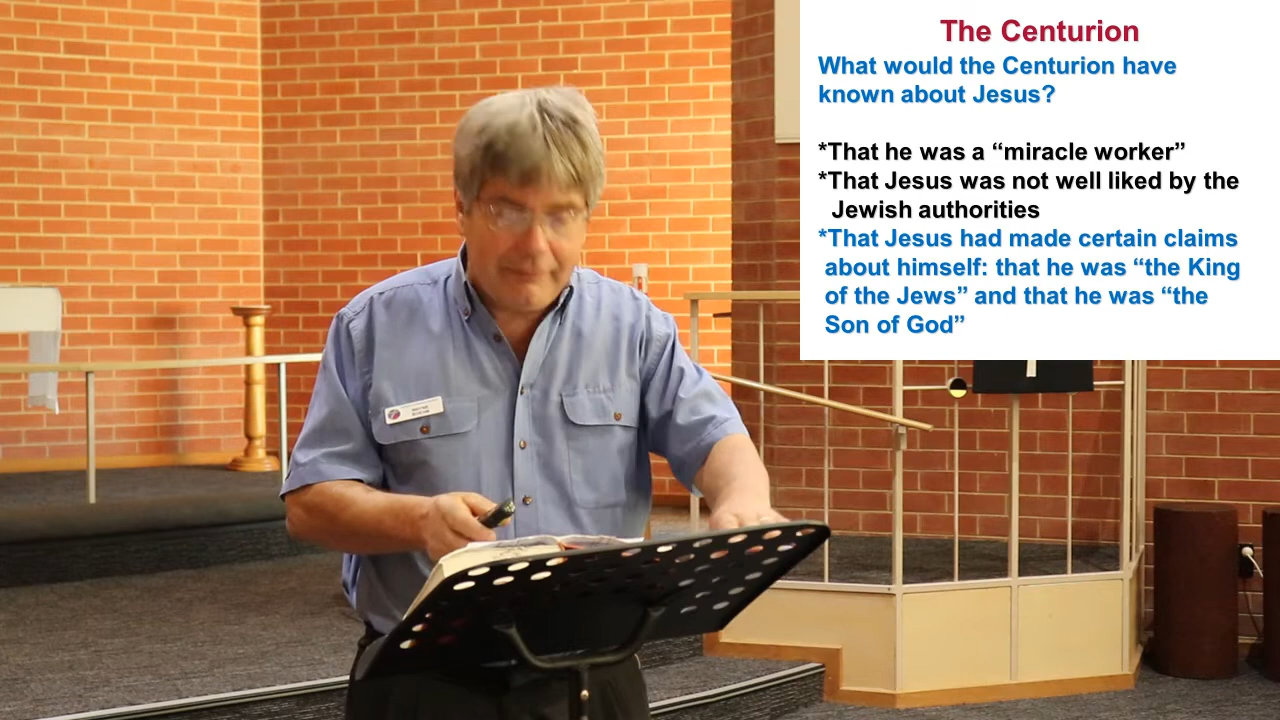 The Centurion
What would the Centurion have
known about Jesus?
*That he was a “miracle worker”
*That Jesus was not well liked by the
Jewish authorities
*That Jesus had made certain claims
about himself: that he was “the King
of the Jews” and that he was “the
Son of God”